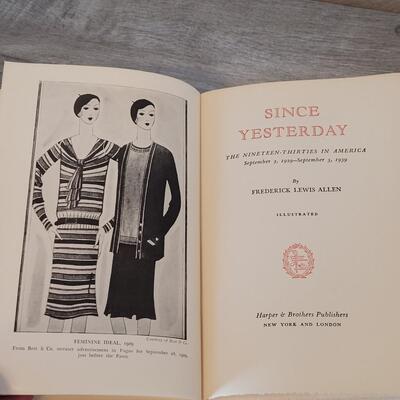 Courtesy of Best & Co.
FEMININE IDEAL, 1929
From Best & Co. sweater advertisement in Vogue for September 28, 1929,
just before the Panic
SINCE
YESTERDAY
THE NINETEEN-THIRTIES IN AMERICA
September 3, 1929—September 3, 1939
By
FREDERICK LEWIS ALLEN
ILLUSTRATED
Harper & Brothers Publishers
NEW YORK AND LONDON